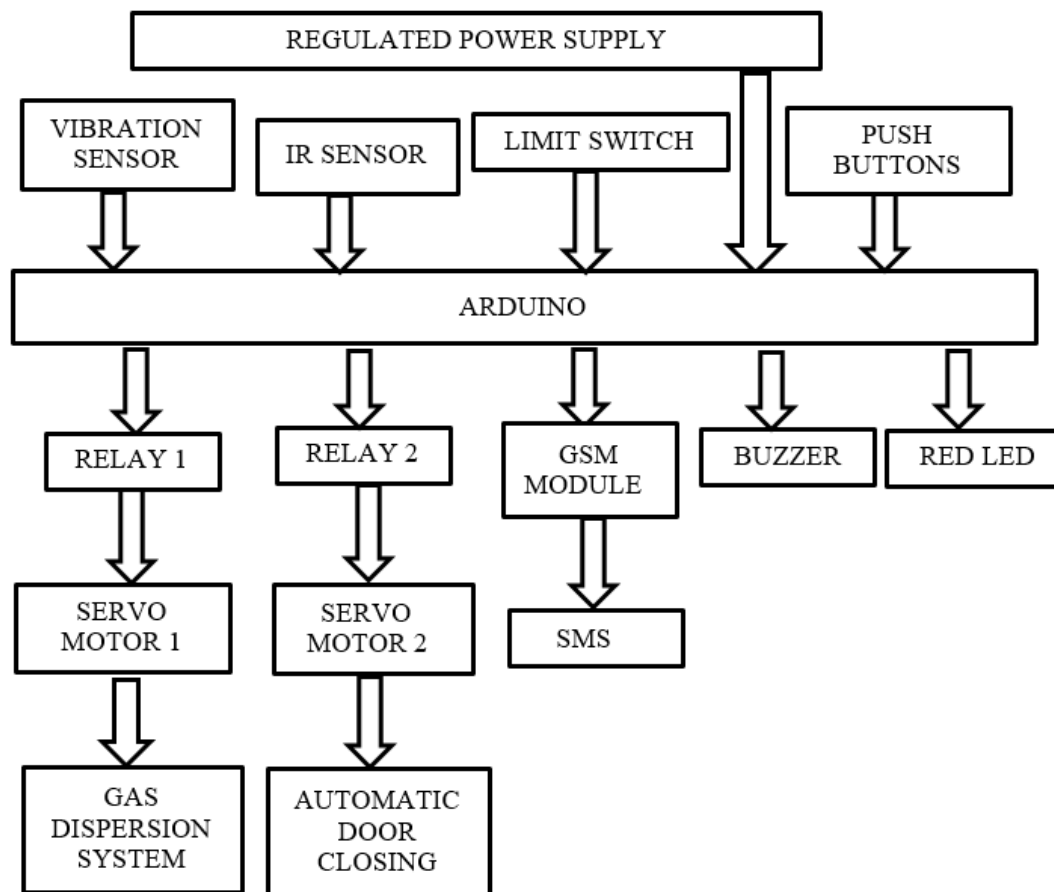 REGULATED POWER SUPPLY
VIBRATION
SENSOR
IR SENSOR
LIMIT SWITCH
PUSH
BUTTONS
ARDUINO
RELAY 1
RELAY 2
GSM
MODULE
BUZZER
RED LED
SERVO
MOTOR 1
SERVO
MOTOR 2
SMS
GAS
DISPERSION
SYSTEM
AUTOMATIC
DOOR
CLOSING